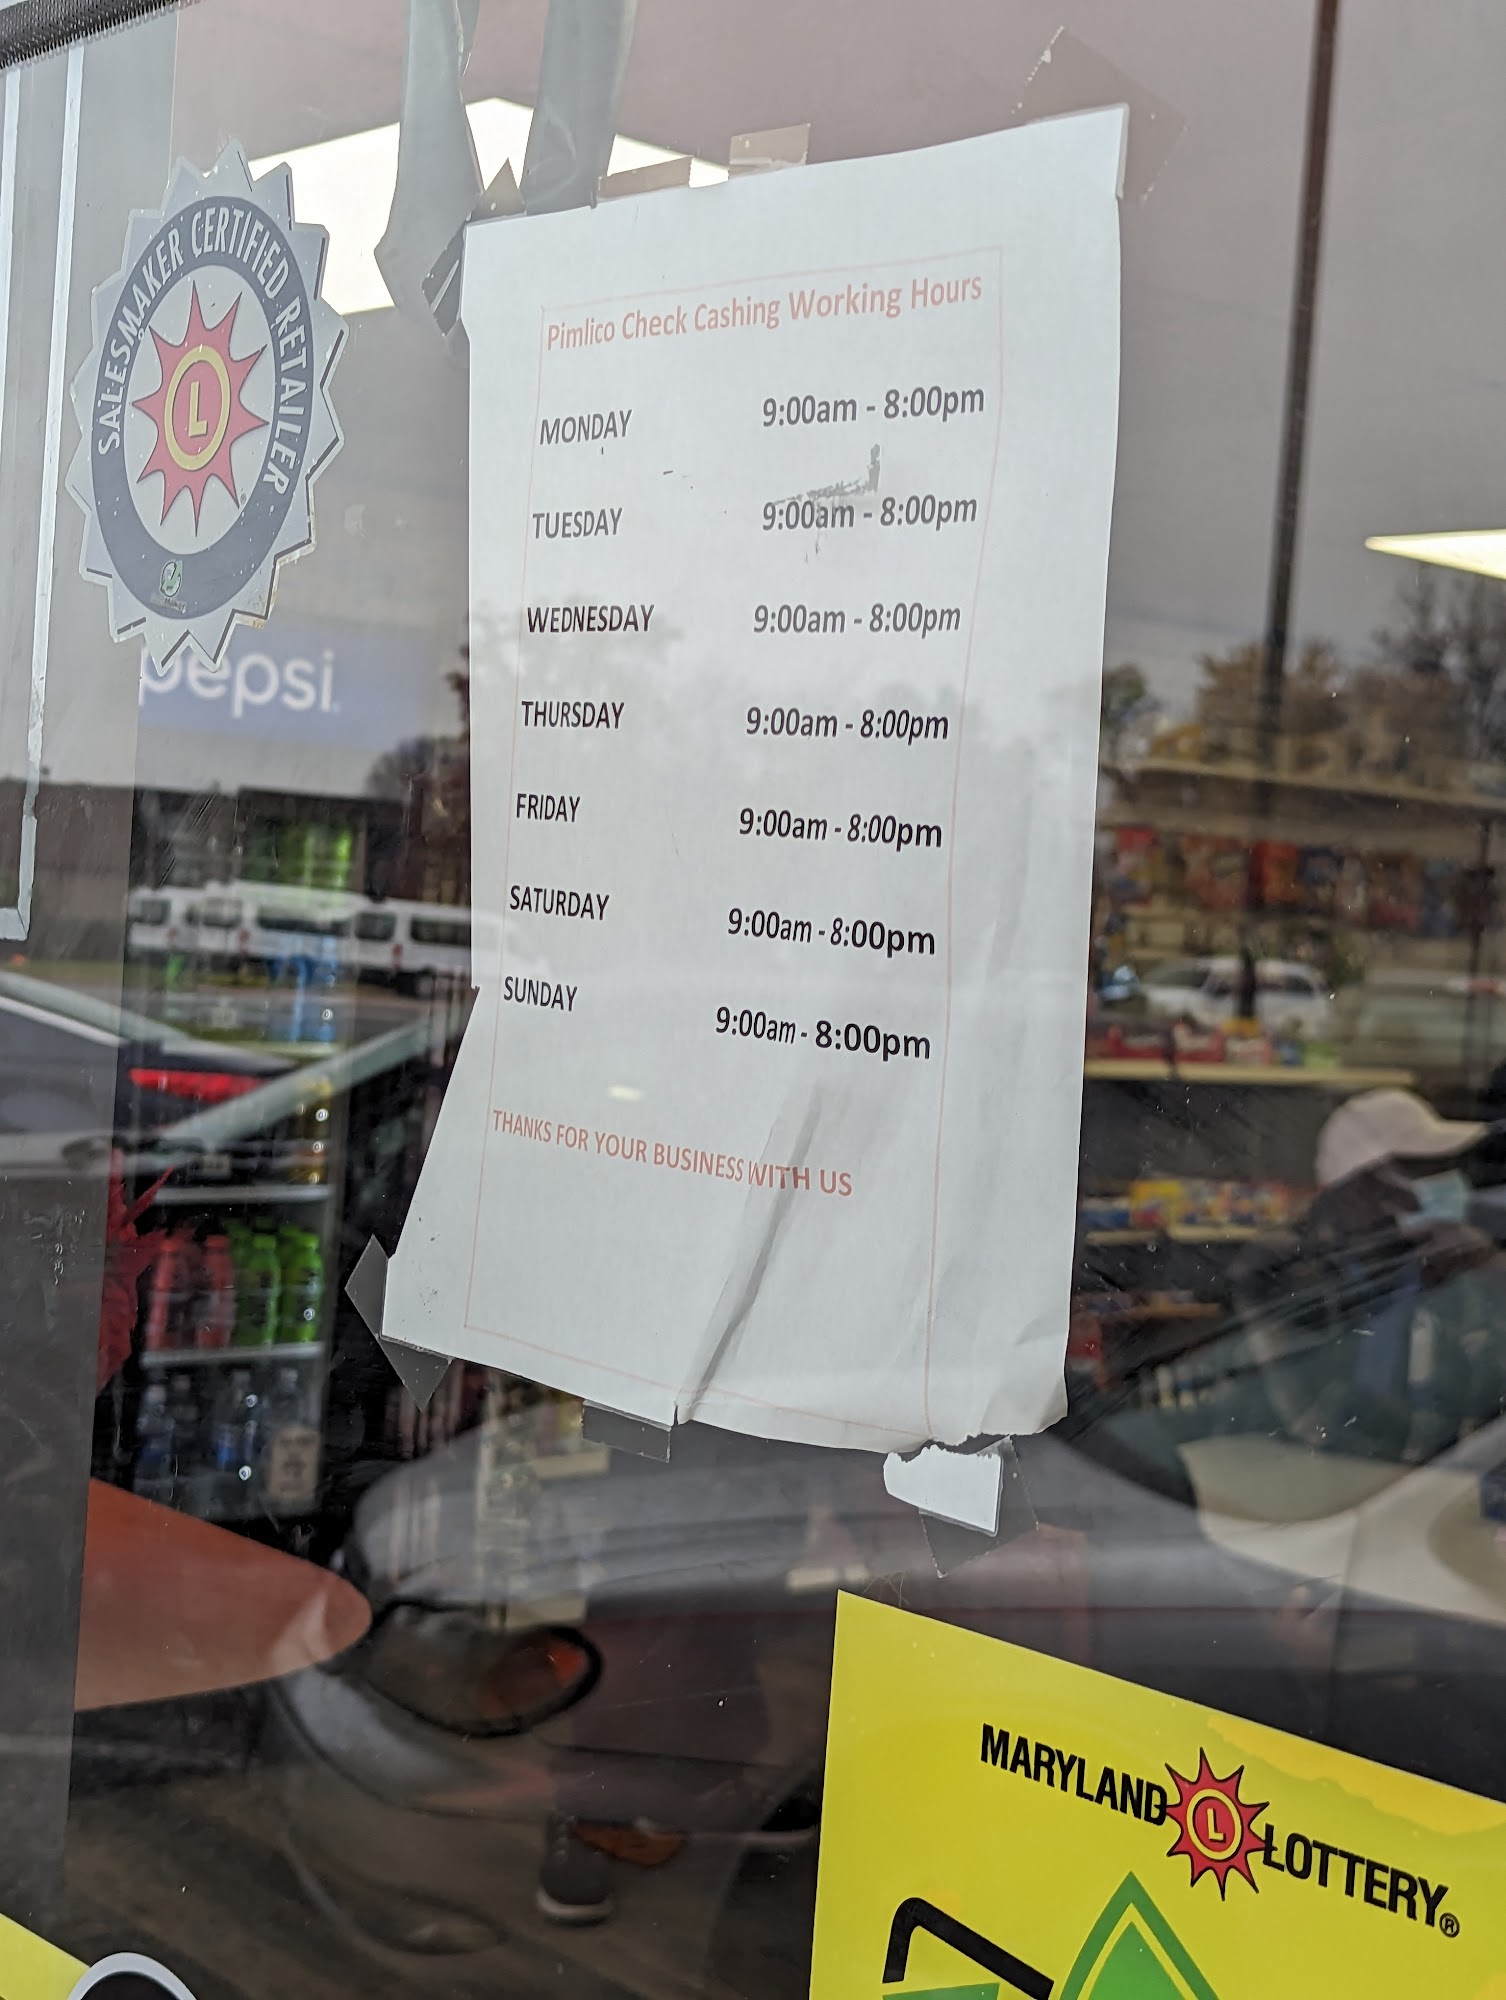 SALESMAKER CERTIFIED RETAILER
L
pepsi
Pimlico Check Cashing Working Hours
MONDAY 9:00am - 8:00pm
TUESDAY 9:00am - 8:00pm
WEDNESDAY 9:00am - 8:00pm
THURSDAY 9:00am - 8:00pm
FRIDAY 9:00am - 8:00pm
SATURDAY 9:00am - 8:00pm
SUNDAY 9:00am - 8:00pm
THANKS FOR YOUR BUSINESS WITH US
MARYLAND L LOTTERY®